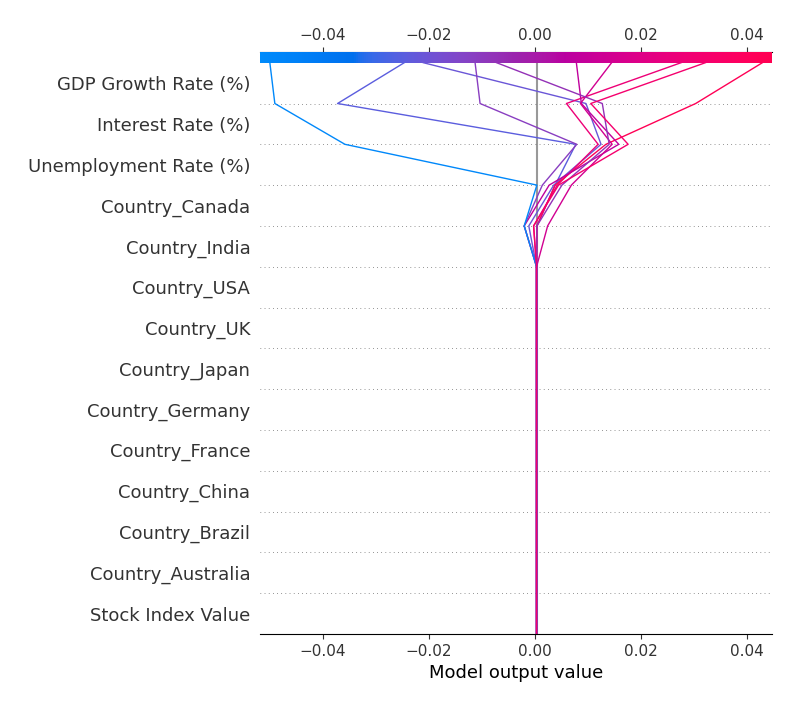 −0.04 −0.02 0.00 0.02 0.04
GDP Growth Rate (%)
Interest Rate (%)
Unemployment Rate (%)
Country_Canada
Country_India
Country_USA
Country_UK
Country_Japan
Country_Germany
Country_France
Country_China
Country_Brazil
Country_Australia
Stock Index Value
−0.04 −0.02 0.00 0.02 0.04
Model output value